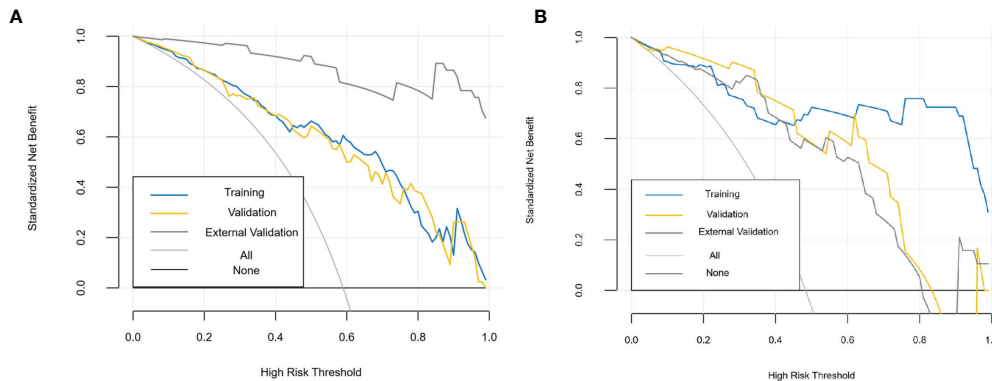 A
Standardized Net Benefit
1.0
0.8
0.6
0.4
0.2
0.0
Training
Validation
External Validation
All
None
0.0
0.2
0.4
0.6
0.8
1.0
High Risk Threshold
B
Standardized Net Benefit
1.0
0.8
0.6
0.4
0.2
0.0
Training
Validation
External Validation
All
None
0.0
0.2
0.4
0.6
0.8
1.0
High Risk Threshold